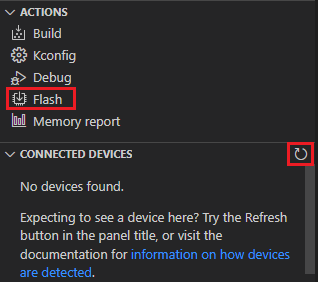 ACTIONS
Build
Kconfig
Debug
Flash
Memory report
CONNECTED DEVICES
No devices found.
Expecting to see a device here? Try the Refresh
button in the panel title, or visit the
documentation for information on how devices
are detected.